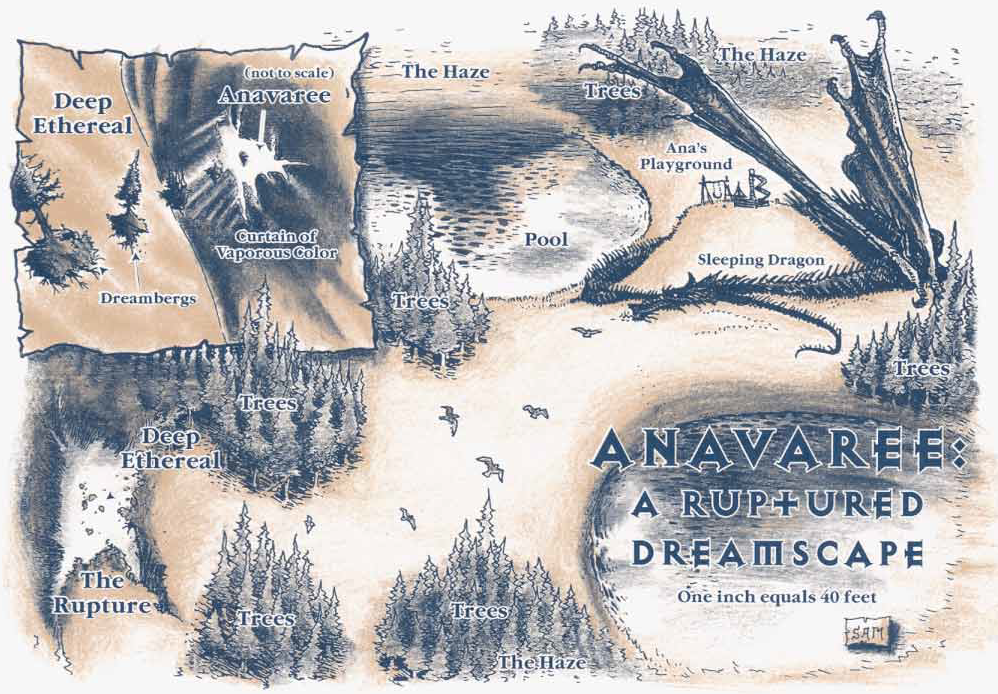 (not to scale)
Anavaree
Deep
Ethereal
Curtain of
Vaporous Color
Dreambergs
The Haze
The Haze
Trees
Ana's
Playground
Pool
Sleeping Dragon
Trees
Trees
Trees
Deep
Ethereal
The
Rupture
Trees
Trees
The Haze
ANAVAREE:
A RUPTURED
DREAMSCAPE
One inch equals 40 feet
SAM